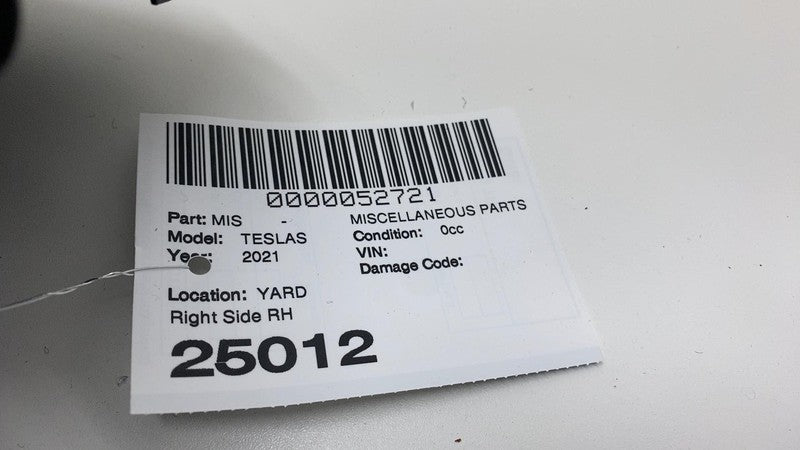 0000052721
Part: MIS - MISCELLANEOUS PARTS
Model: TESLAS Condition: 0cc
Year: 2021 VIN:
Damage Code:
Location: YARD
Right Side RH
25012